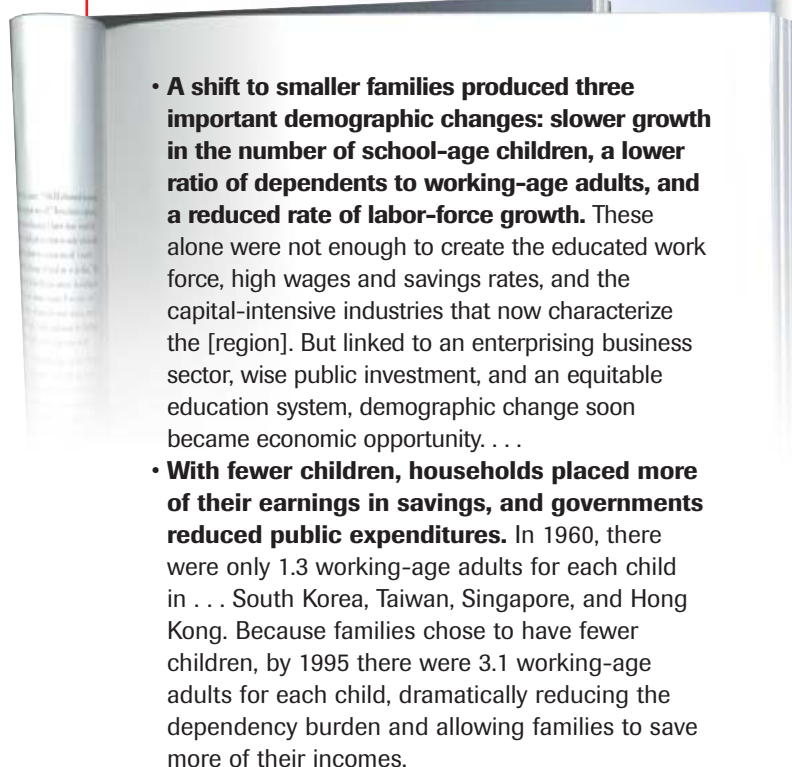 • A shift to smaller families produced three
important demographic changes: slower growth
in the number of school-age children, a lower
ratio of dependents to working-age adults, and
a reduced rate of labor-force growth. These
alone were not enough to create the educated work
force, high wages and savings rates, and the
capital-intensive industries that now characterize
the [region]. But linked to an enterprising business
sector, wise public investment, and an equitable
education system, demographic change soon
became economic opportunity. . . .
• With fewer children, households placed more
of their earnings in savings, and governments
reduced public expenditures. In 1960, there
were only 1.3 working-age adults for each child
in . . . South Korea, Taiwan, Singapore, and Hong
Kong. Because families chose to have fewer
children, by 1995 there were 3.1 working-age
adults for each child, dramatically reducing the
dependency burden and allowing families to save
more of their incomes.